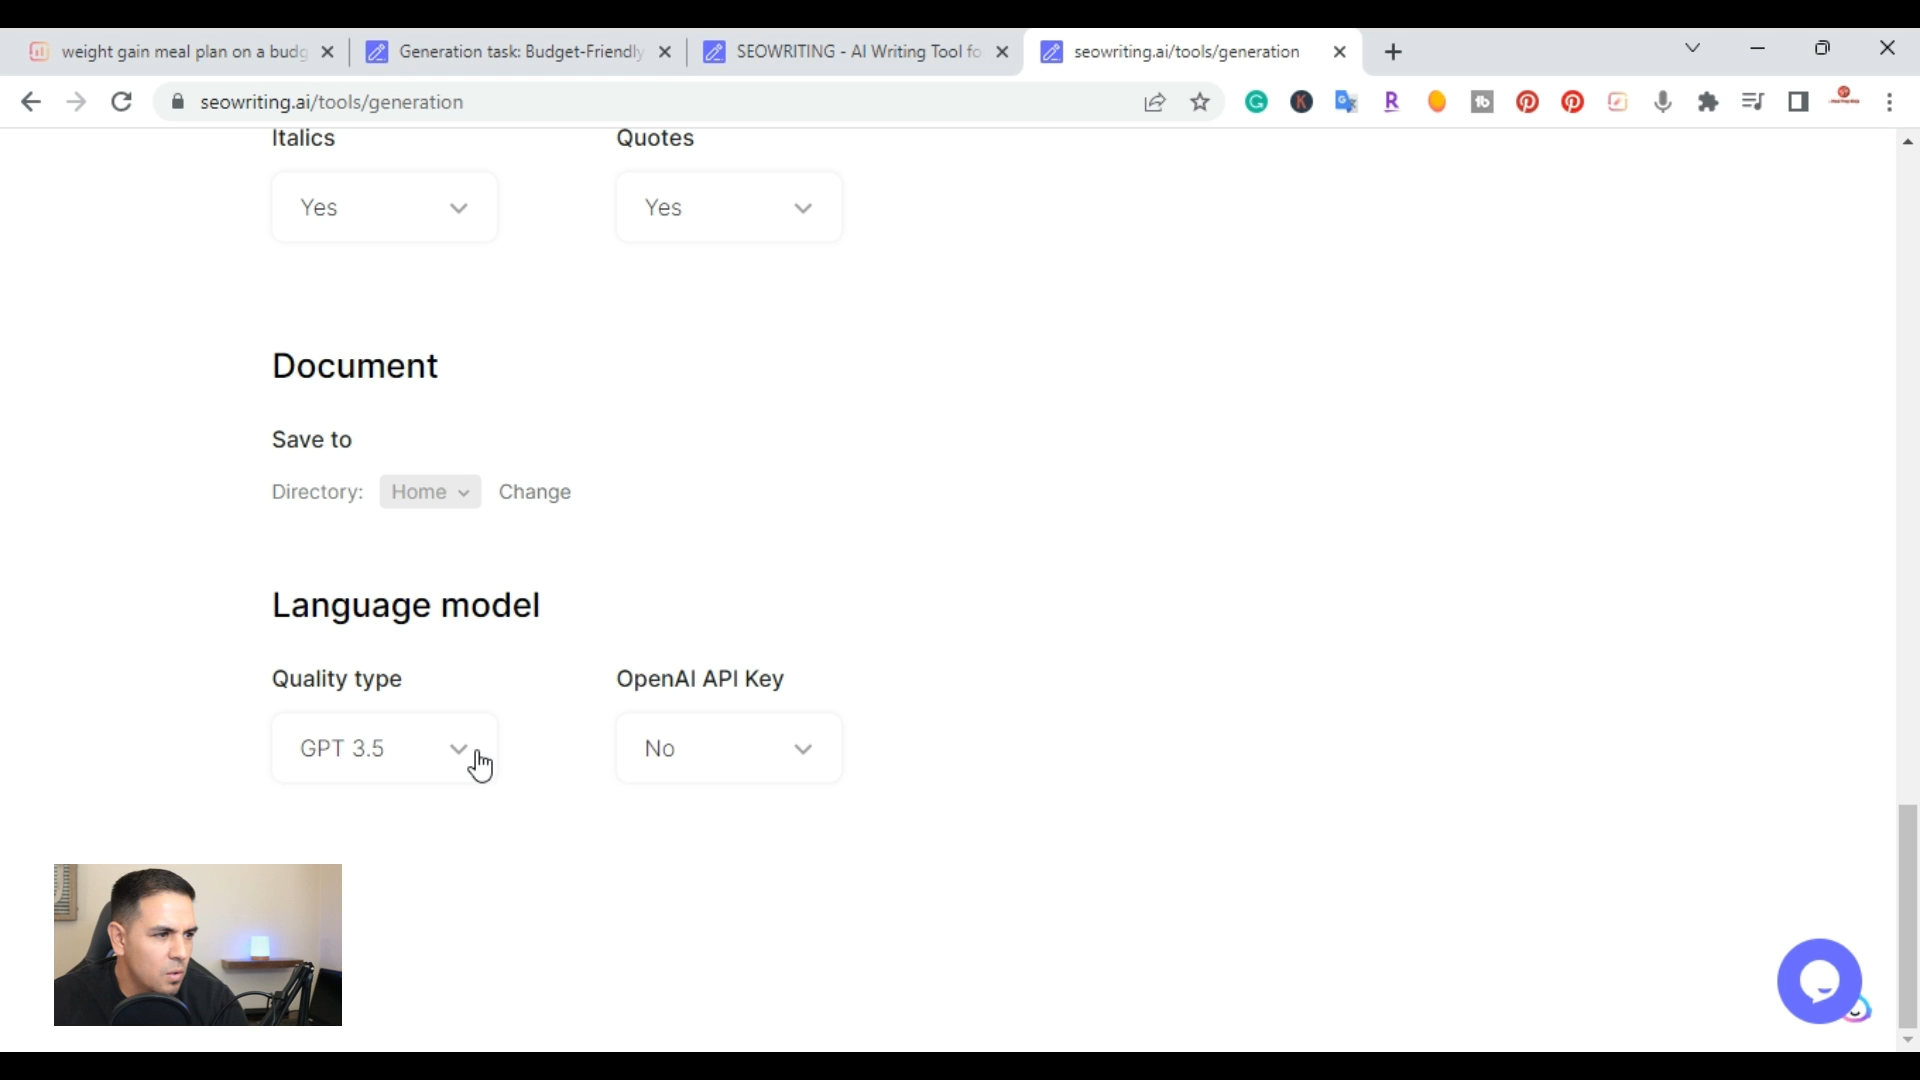 weight gain meal plan on a budg
Generation task: Budget-Friendly
SEOWRITING - AI Writing Tool fo
seowriting.ai/tools/generation
seowriting.ai/tools/generation
Italics
Quotes
Yes
Yes
Document
Save to
Directory: Home Change
Language model
Quality type
OpenAI API Key
GPT 3.5
No